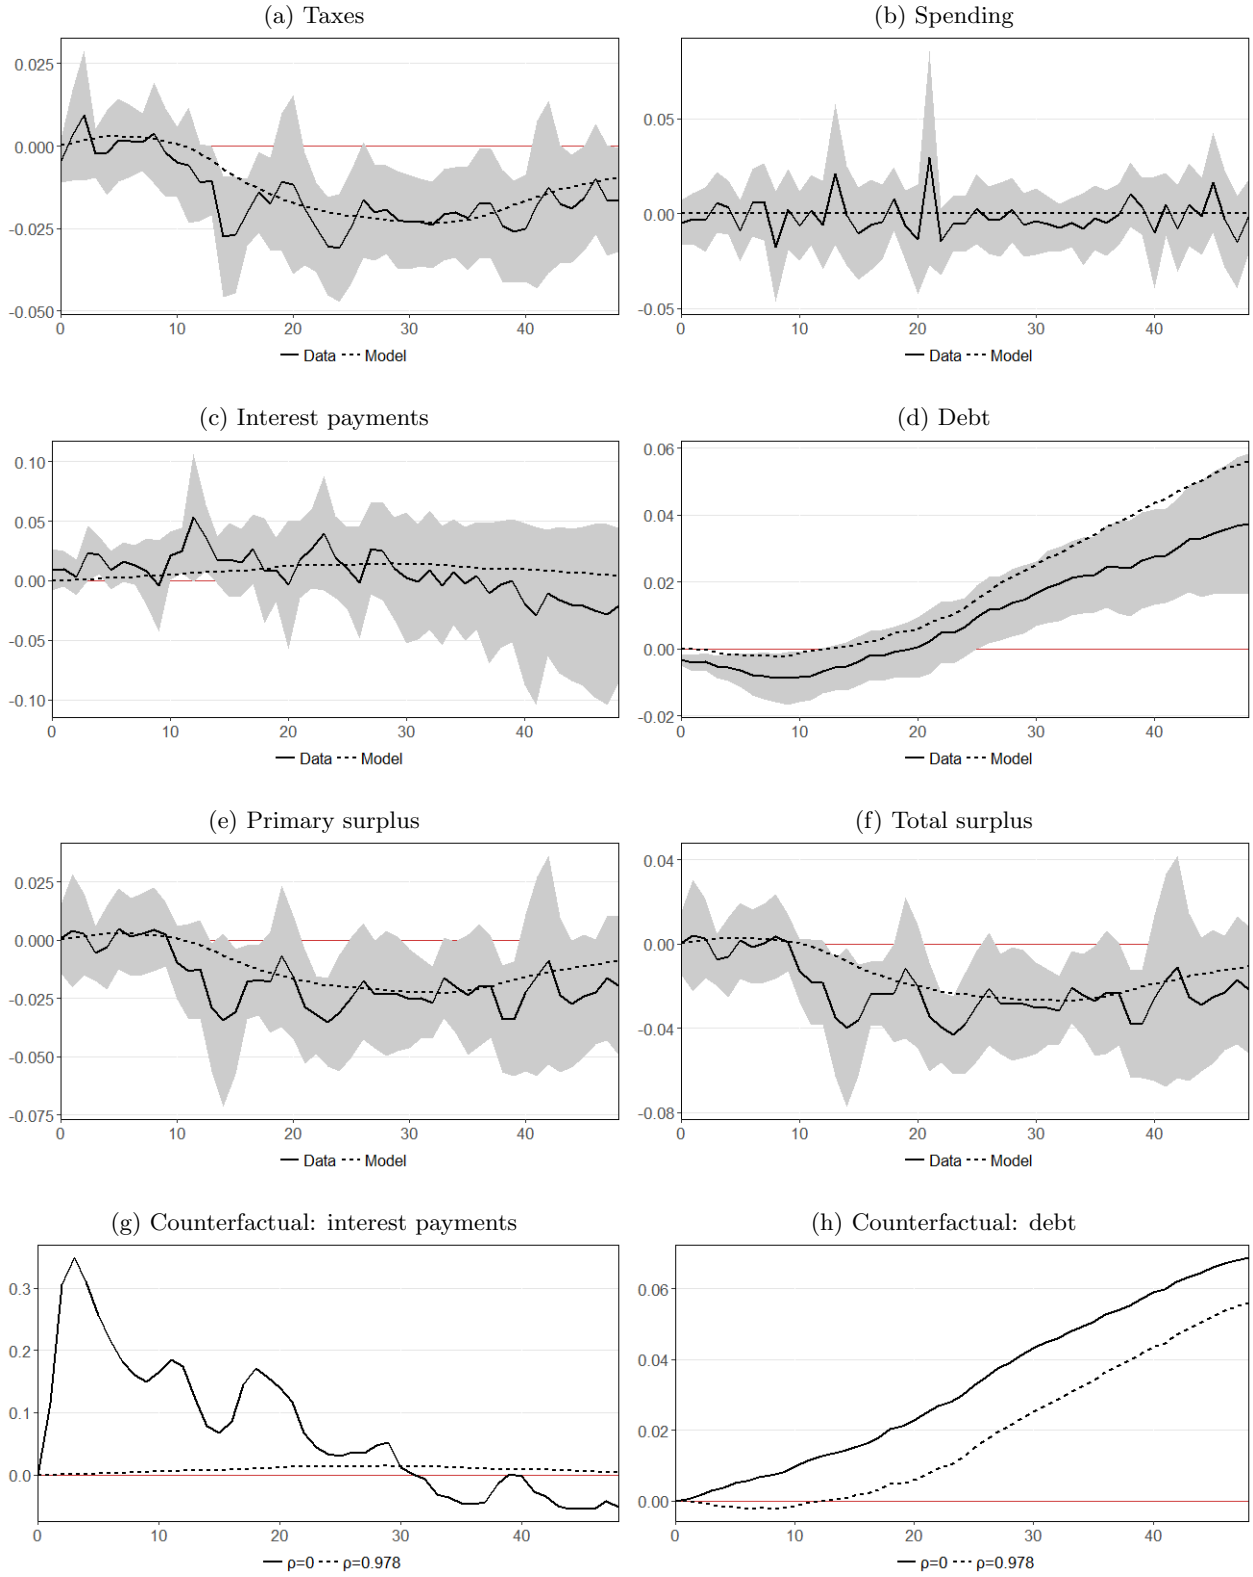 (a) Taxes
(b) Spending
0.025
0.000
-0.025
-0.050
0 10 20 30 40
Data Model
0.05
0.00
-0.05
0 10 20 30 40
Data Model
(c) Interest payments
(d) Debt
0.10
0.05
0.00
-0.05
-0.10
0 10 20 30 40
Data Model
0.06
0.04
0.02
0.00
-0.02
0 10 20 30 40
Data Model
(e) Primary surplus
(f) Total surplus
0.025
0.000
-0.025
-0.050
-0.075
0 10 20 30 40
Data Model
0.04
0.00
-0.04
-0.08
0 10 20 30 40
Data Model
(g) Counterfactual: interest payments
(h) Counterfactual: debt
0.3
0.2
0.1
0.0
0 10 20 30 40
ρ=0 ρ=0.978
0.06
0.04
0.02
0.00
0 10 20 30 40
ρ=0 ρ=0.978